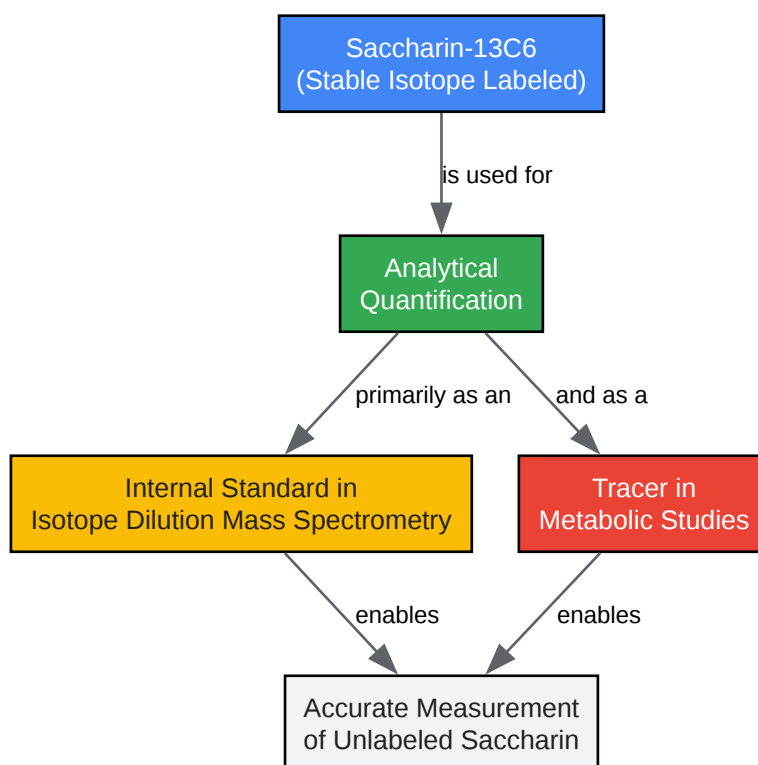 Saccharin-13C6
(Stable Isotope Labeled)
is used for
Analytical
Quantification
primarily as an
and as a
Internal Standard in
Isotope Dilution Mass Spectrometry
Tracer in
Metabolic Studies
enables
enables
Accurate Measurement
of Unlabeled Saccharin